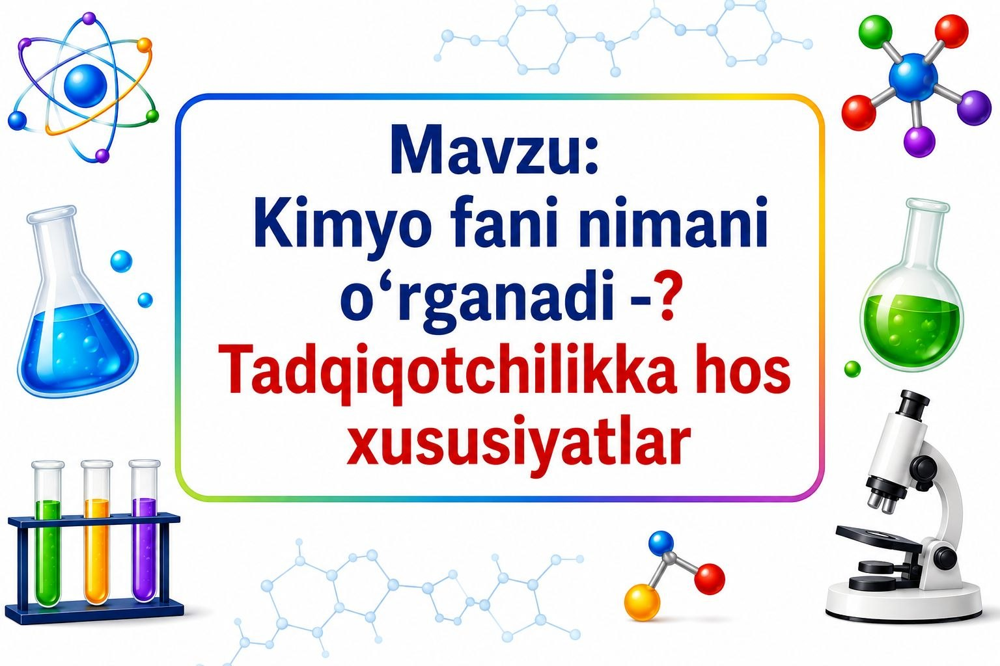 Mavzu:
Kimyo fani nimani
o‘rganadi -?
Tadqiqotchilikka hos
xususiyatlar